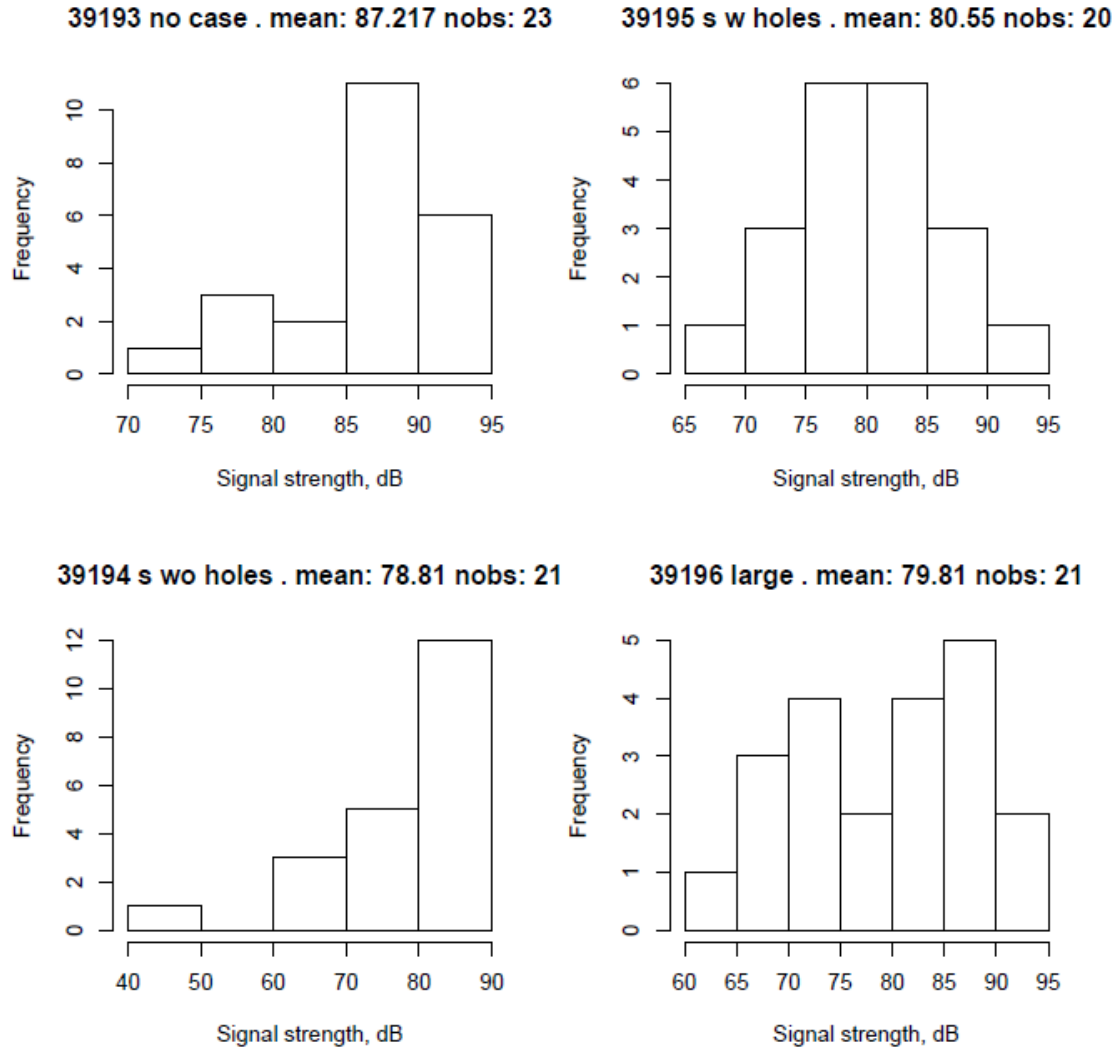 39193 no case . mean: 87.217 nobs: 23
Frequency
0 2 4 6 8 10
70 75 80 85 90 95
Signal strength, dB
39195 s w holes . mean: 80.55 nobs: 20
Frequency
0 1 2 3 4 5 6
65 70 75 80 85 90 95
Signal strength, dB
39194 s wo holes . mean: 78.81 nobs: 21
Frequency
0 2 4 6 8 10 12
40 50 60 70 80 90
Signal strength, dB
39196 large . mean: 79.81 nobs: 21
Frequency
0 1 2 3 4 5
60 65 70 75 80 85 90 95
Signal strength, dB